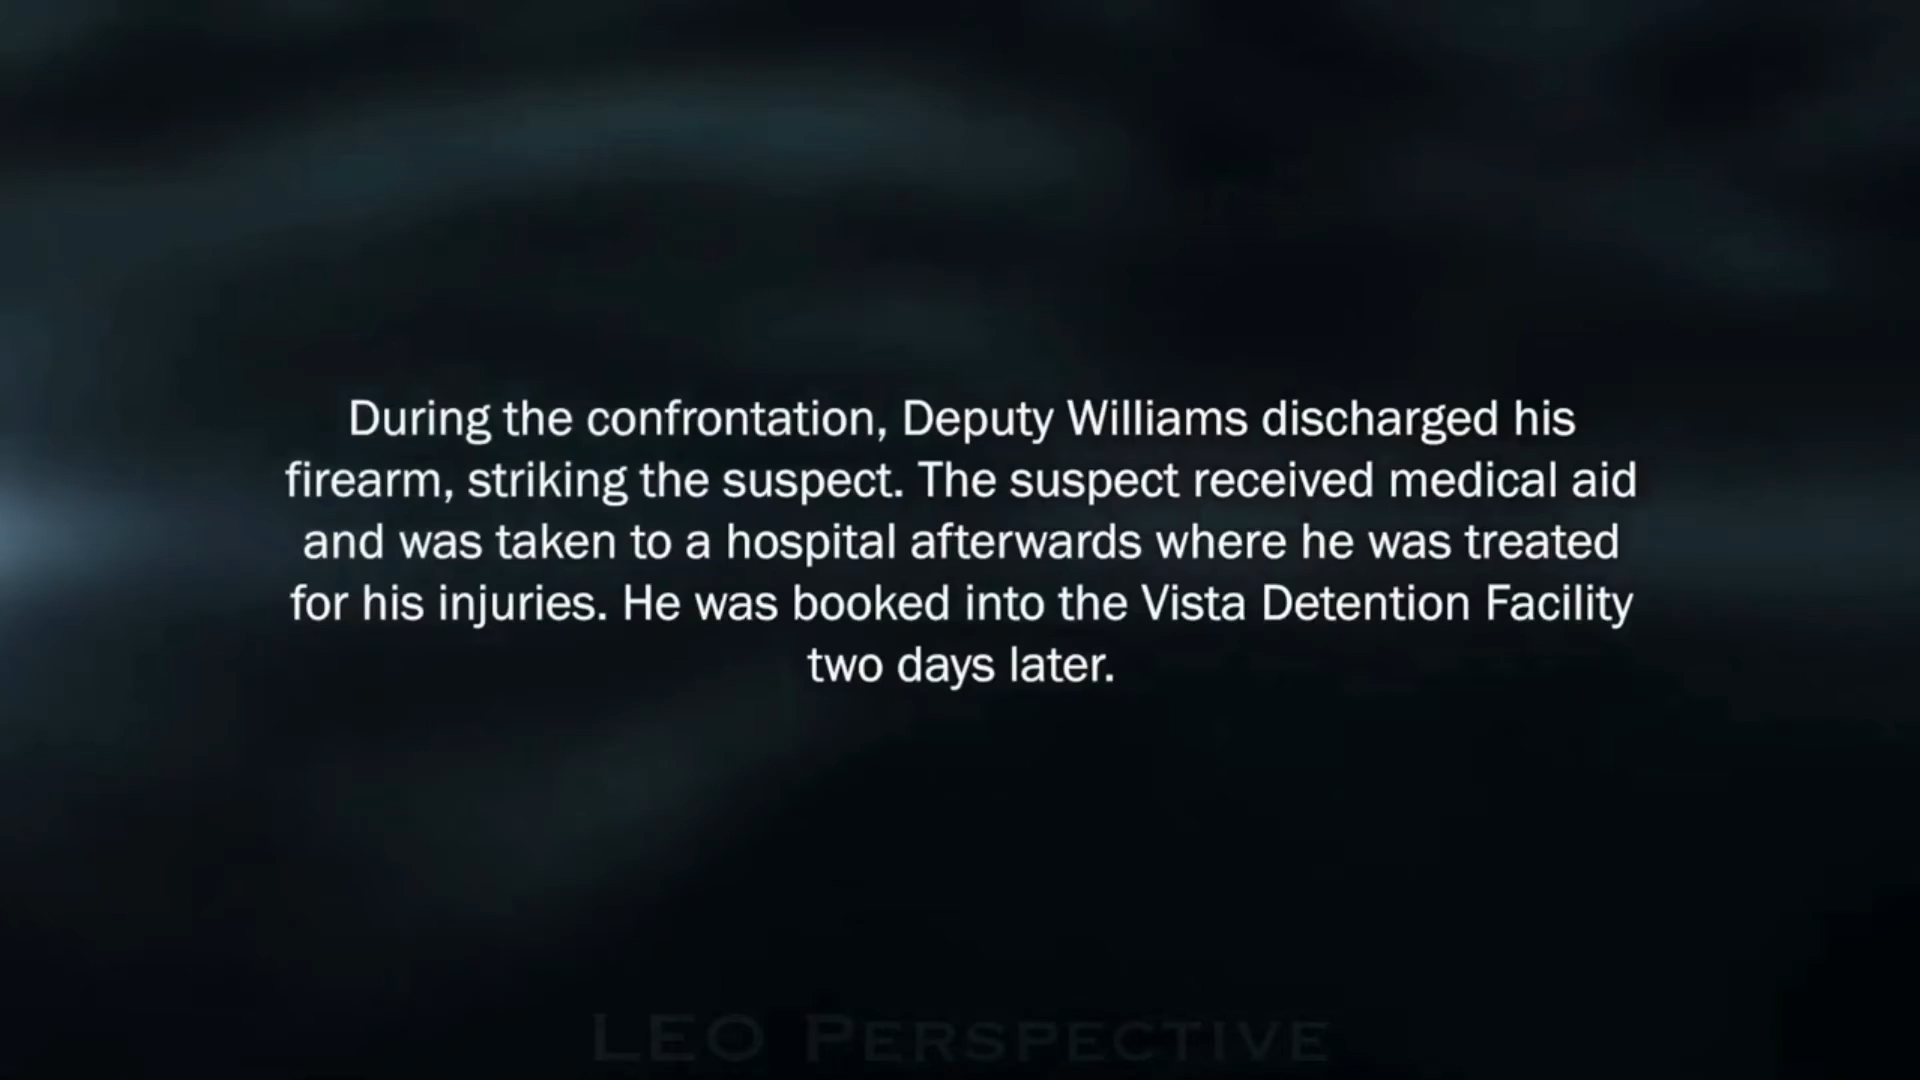 During the confrontation, Deputy Williams discharged his
firearm, striking the suspect. The suspect received medical aid
and was taken to a hospital afterwards where he was treated
for his injuries. He was booked into the Vista Detention Facility
two days later.
LEO PERSPECTIVE